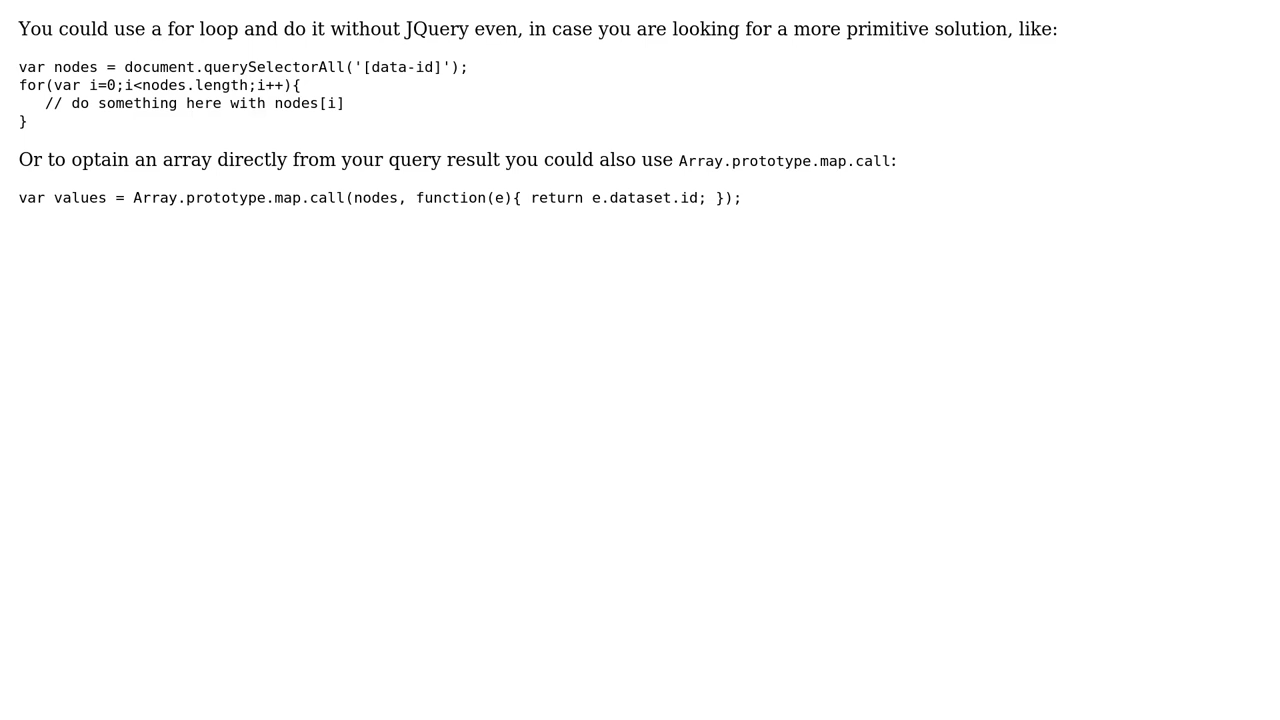 You could use a for loop and do it without JQuery even, in case you are looking for a more primitive solution, like:
var nodes = document.querySelectorAll('[data-id]');
for(var i=0;i<nodes.length;i++){
   // do something here with nodes[i]
}
Or to optain an array directly from your query result you could also use Array.prototype.map.call:
var values = Array.prototype.map.call(nodes, function(e){ return e.dataset.id; });